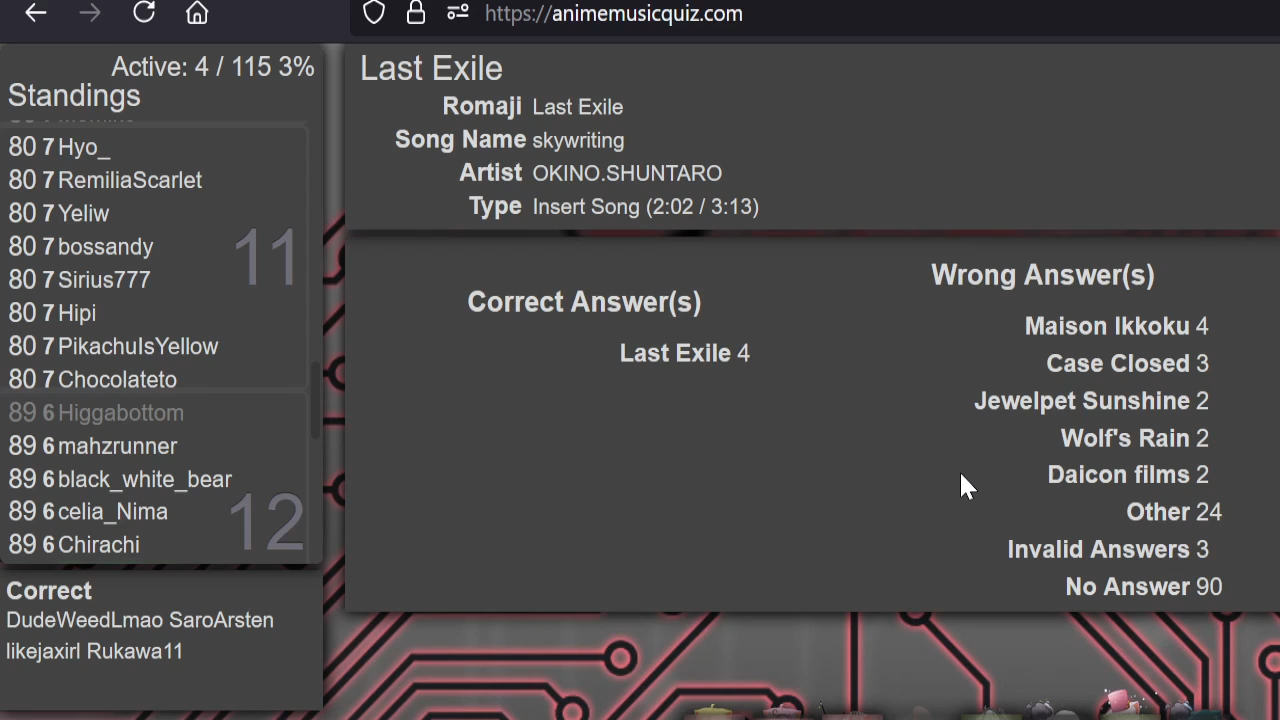 https://animemusicquiz.com
Active: 4 / 115 3%
Standings
80 7 Hyo_
80 7 RemiliaScarlet
80 7 Yeliw
80 7 bossandy
80 7 Sirius777
80 7 Hipi
80 7 PikachuIsYellow
80 7 Chocolateto
11
89 6 Higgabottom
89 6 mahzrunner
89 6 black_white_bear
89 6 celia_Nima
89 6 Chirachi
12
Correct
DudeWeedLmao SaroArsten
likejaxirl Rukawa11
Last Exile
Romaji Last Exile
Song Name skywriting
Artist OKINO.SHUNTARO
Type Insert Song (2:02 / 3:13)
Correct Answer(s)
Last Exile 4
Wrong Answer(s)
Maison Ikkoku 4
Case Closed 3
Jewelpet Sunshine 2
Wolf's Rain 2
Daicon films 2
Other 24
Invalid Answers 3
No Answer 90